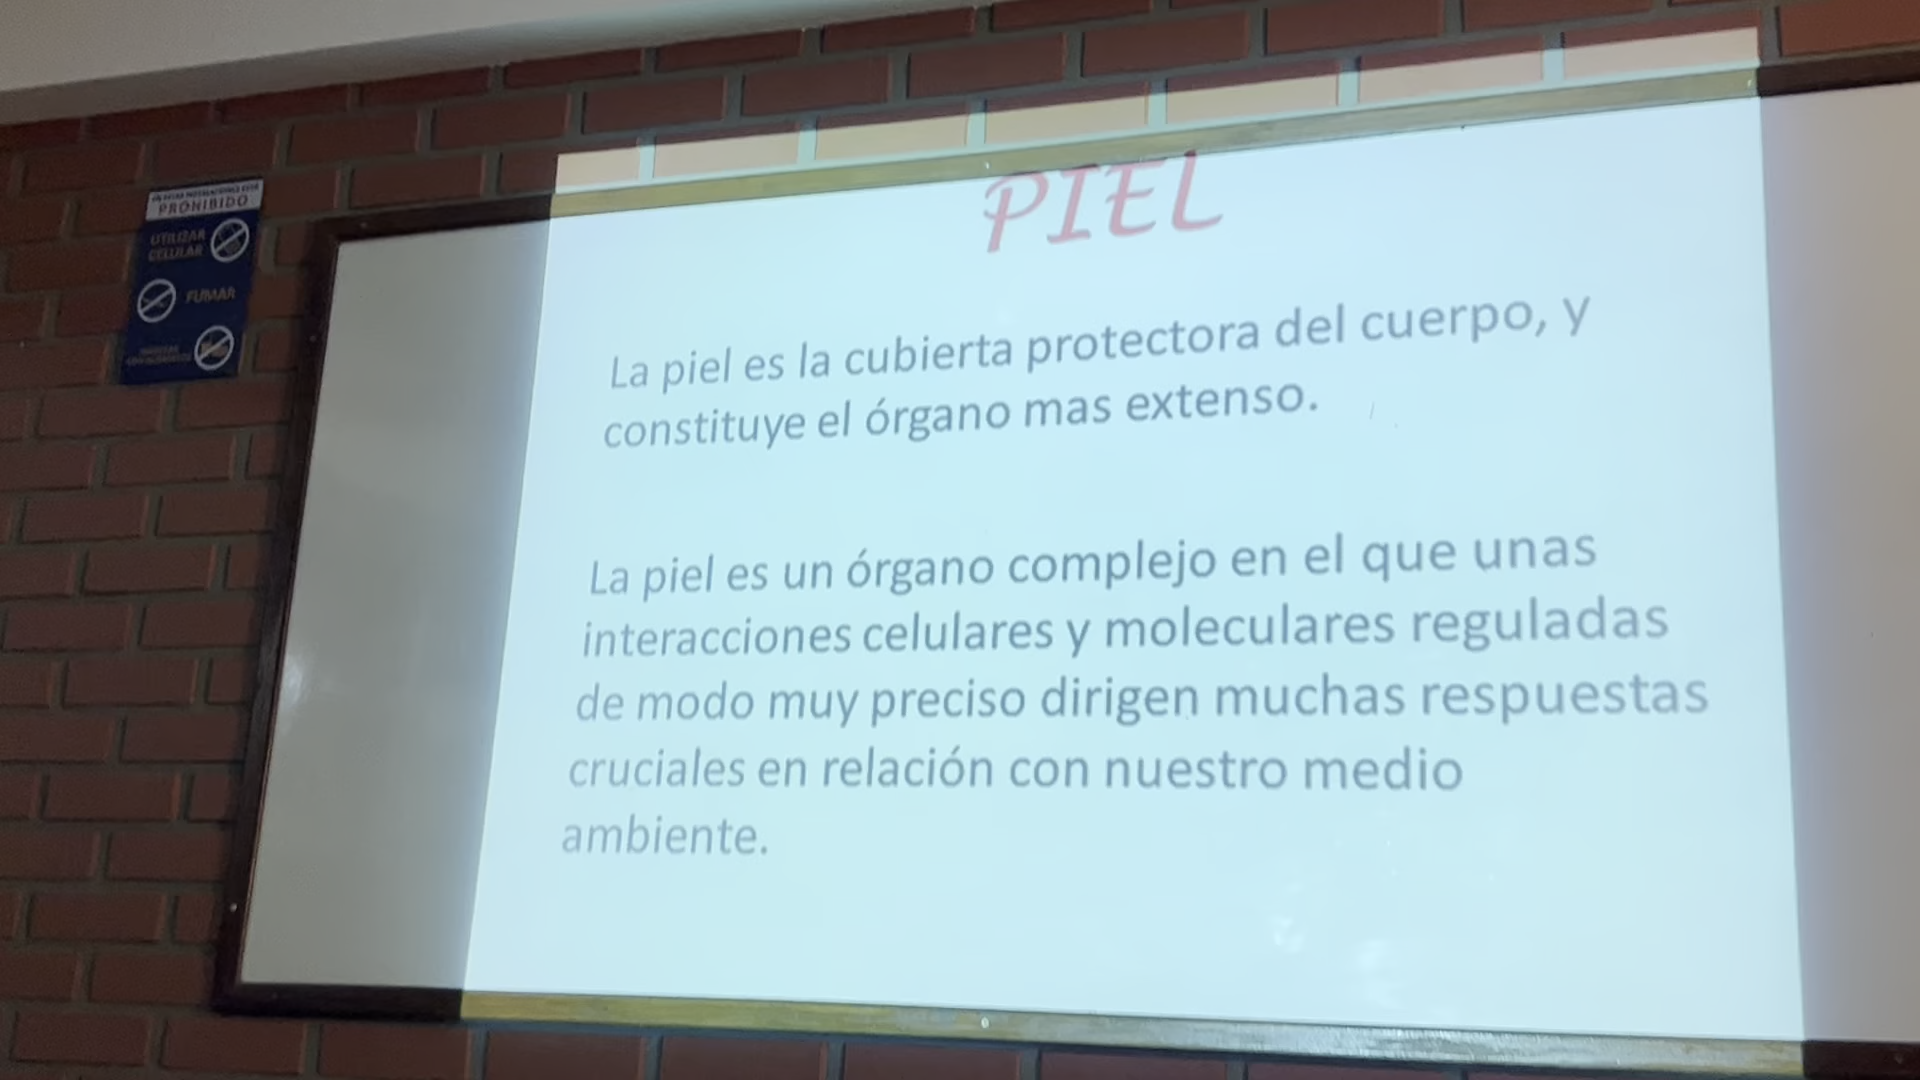 PROHIBIDO
UTILIZAR
CELULAR
FUMAR
PIEL
La piel es la cubierta protectora del cuerpo, y
constituye el órgano mas extenso.
La piel es un órgano complejo en el que unas
interacciones celulares y moleculares reguladas
de modo muy preciso dirigen muchas respuestas
cruciales en relación con nuestro medio
ambiente.